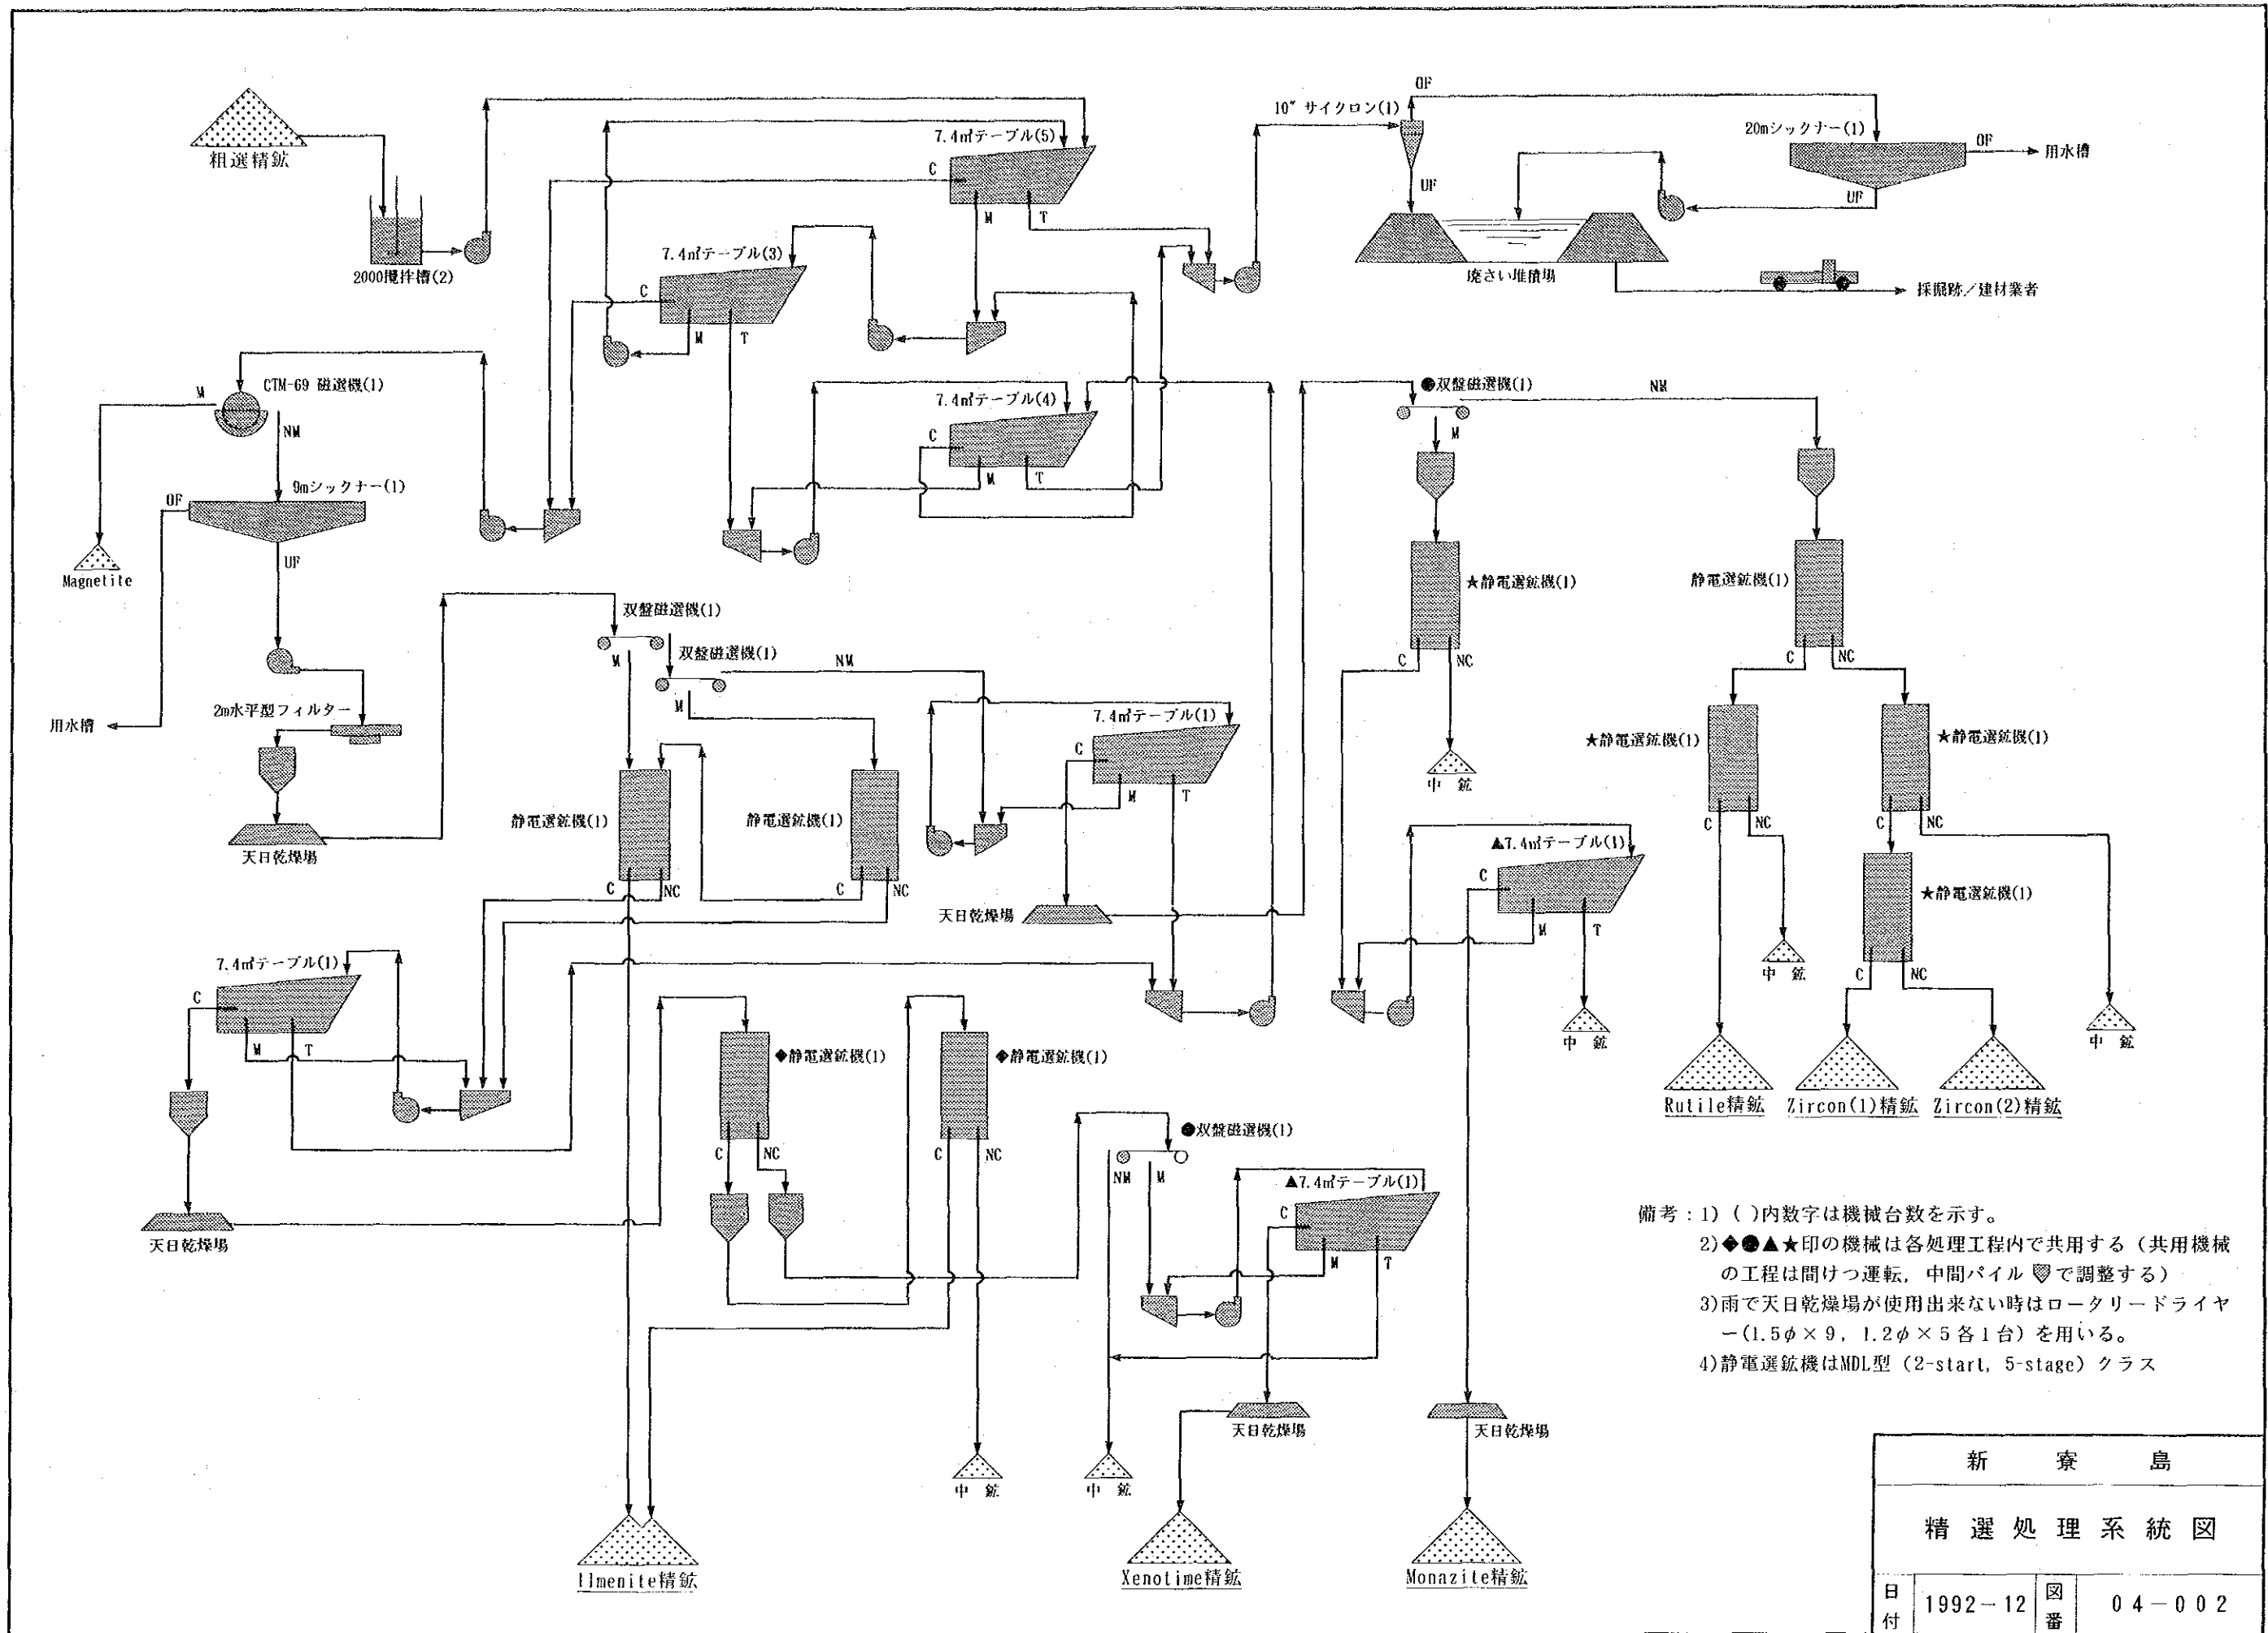 粗選精鉱
2000攪拌槽(2)
7.4㎡テーブル(5)
C
M
T
7.4㎡テーブル(3)
C
M
T
7.4㎡テーブル(4)
C
M
T
10" サイクロン(1)
OF
UF
20mシックナー(1)
OF
用水槽
UF
廃さい堆積場
採掘跡／建材業者
CTM-69 磁選機(1)
M
NM
Magnetite
9mシックナー(1)
OF
UF
用水槽
2m水平型フィルター
天日乾燥場
双盤磁選機(1)
M
双盤磁選機(1)
NM
M
静電選鉱機(1)
C
NC
静電選鉱機(1)
C
NC
7.4㎡テーブル(1)
C
M
T
天日乾燥場
●双盤磁選機(1)
NM
M
★静電選鉱機(1)
C
NC
中 鉱
静電選鉱機(1)
C
NC
★静電選鉱機(1)
C
NC
中 鉱
★静電選鉱機(1)
C
NC
★静電選鉱機(1)
C
NC
中 鉱
Rutile精鉱
Zircon(1)精鉱
Zircon(2)精鉱
▲7.4㎡テーブル(1)
C
M
T
中 鉱
7.4㎡テーブル(1)
C
M
T
天日乾燥場
◆静電選鉱機(1)
C
NC
◆静電選鉱機(1)
C
NC
中 鉱
●双盤磁選機(1)
NM
M
中 鉱
▲7.4㎡テーブル(1)
C
M
T
天日乾燥場
天日乾燥場
Ilmenite精鉱
Xenotime精鉱
Monazite精鉱
備考：1) ( )内数字は機械台数を示す。
2)◆●▲★印の機械は各処理工程内で共用する（共用機械
の工程は間けつ運転, 中間パイルで調整する）
3)雨で天日乾燥場が使用出来ない時はロータリードライヤ
ー(1.5φ×9, 1.2φ×5各1台) を用いる。
4)静電選鉱機はMDL型（2-start, 5-stage）クラス
新 寮 島
精 選 処 理 系 統 図
日付 1992－12 図番 04－002